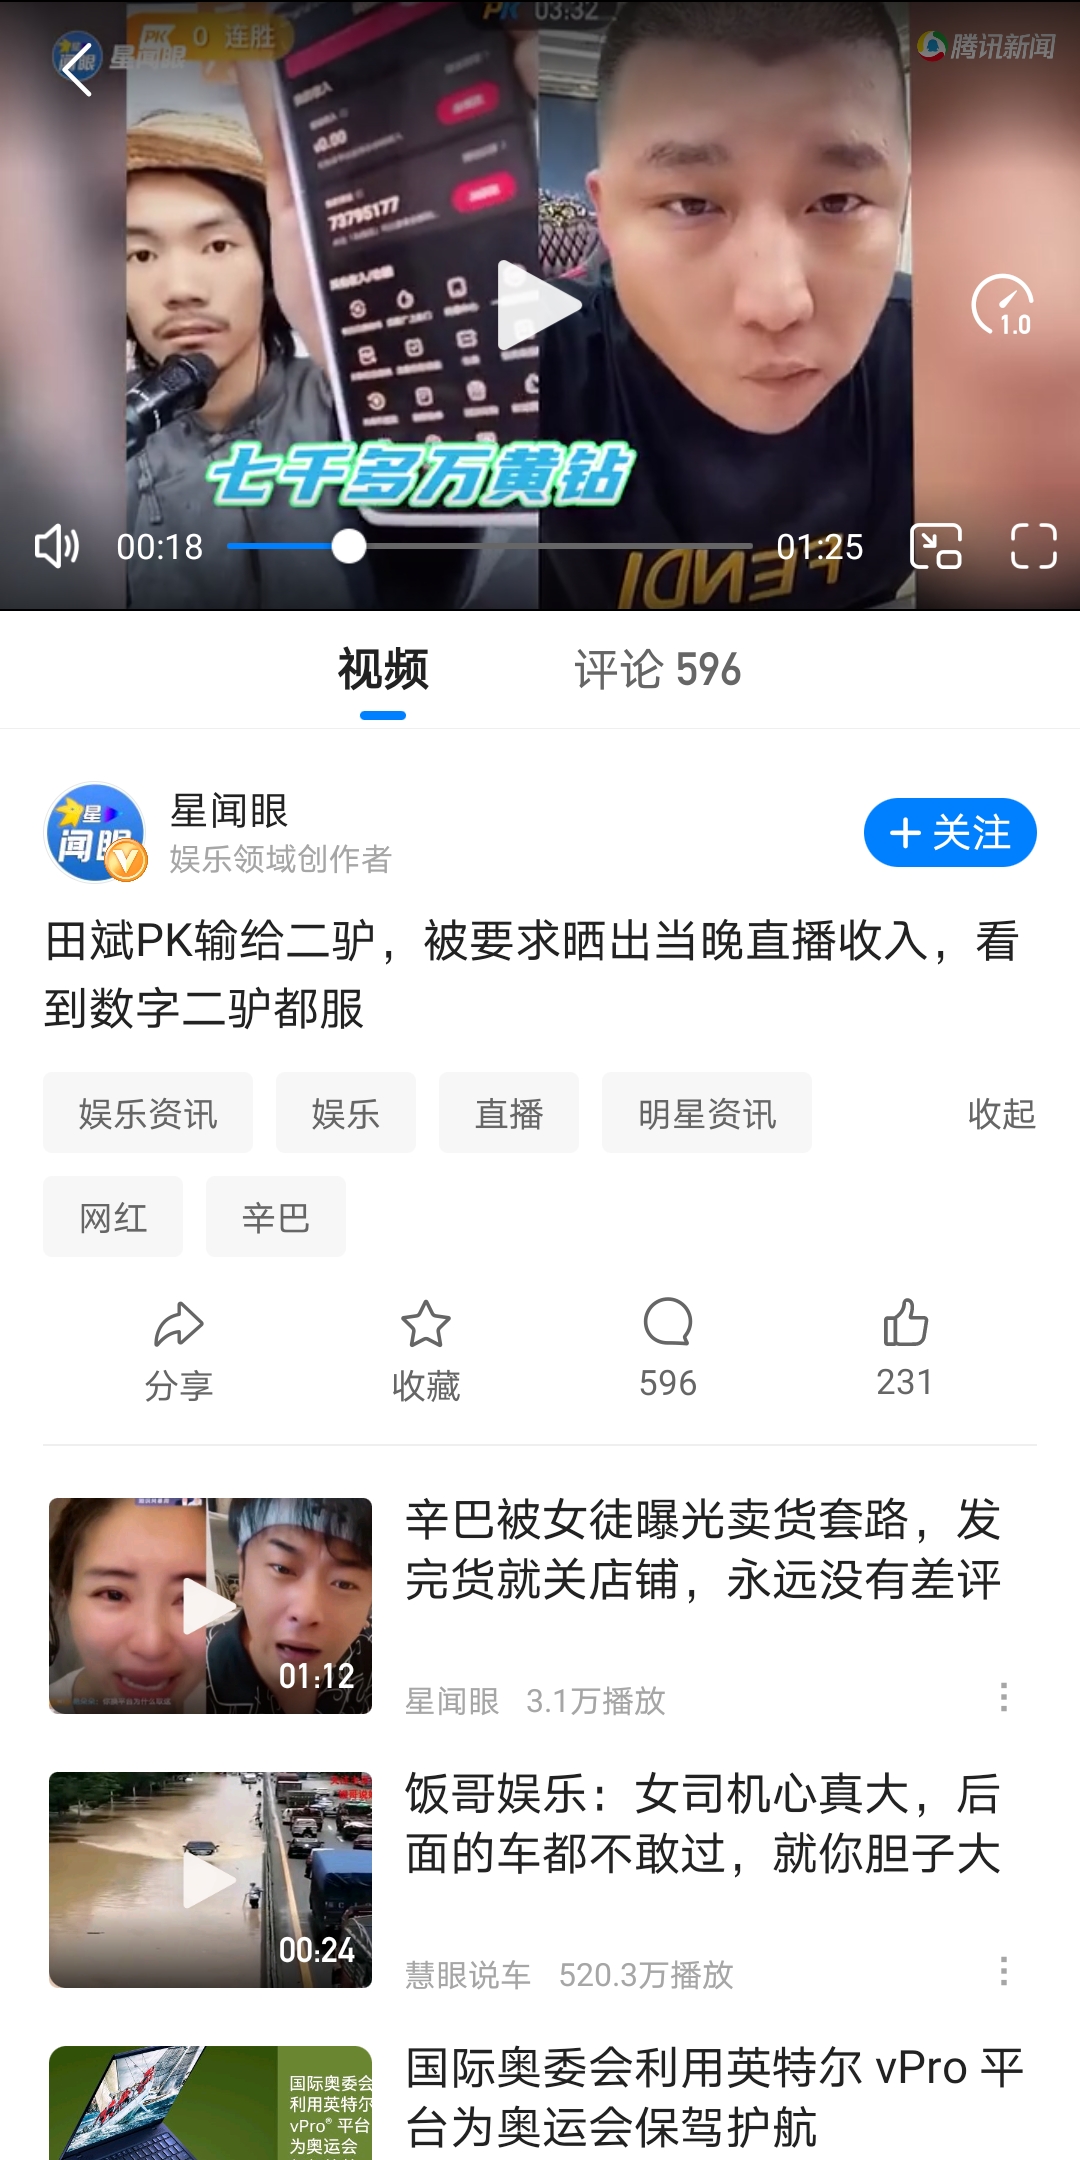 PK 03:32
PK 0 连胜
星闻眼
腾讯新闻
0.00
73795177
1.0
七千多万黄钻
00:18
01:25
FENDI
视频
评论 596
星闻眼
娱乐领域创作者
+ 关注
田斌PK输给二驴，被要求晒出当晚直播收入，看
到数字二驴都服
娱乐资讯
娱乐
直播
明星资讯
收起
网红
辛巴
分享
收藏
596
231
辛巴被女徒曝光卖货套路，发
完货就关店铺，永远没有差评
01:12
星闻眼 3.1万播放
饭哥娱乐：女司机心真大，后
面的车都不敢过，就你胆子大
00:24
慧眼说车 520.3万播放
国际奥委会利用英特尔 vPro 平
台为奥运会保驾护航
国际奥委会
利用英特尔
vPro® 平台
为奥运会